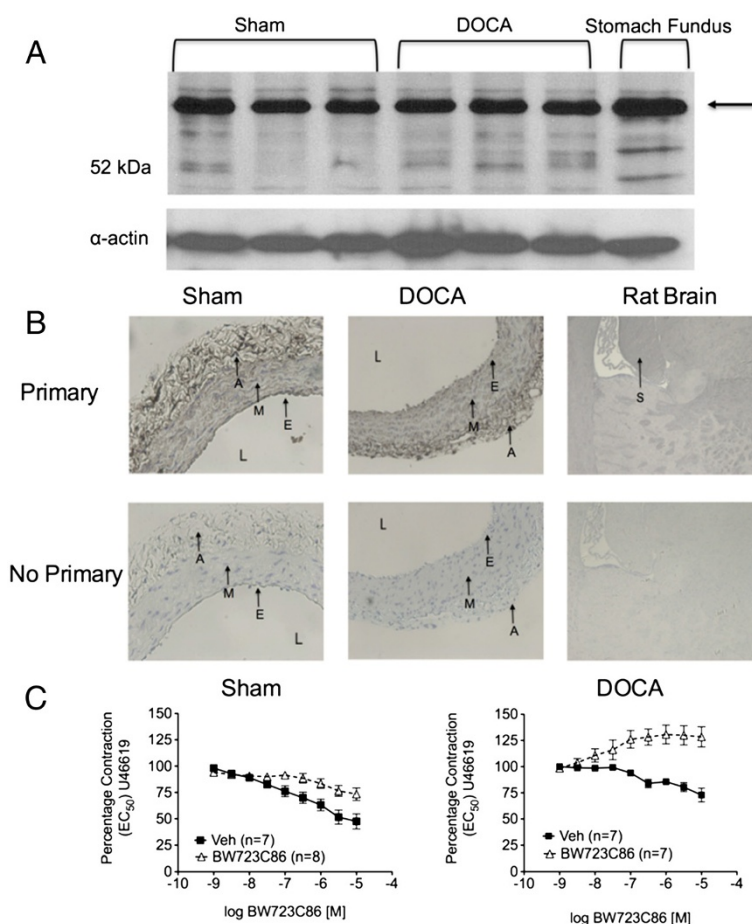 A
Sham
DOCA
Stomach Fundus
52 kDa
α-actin
B
Sham
DOCA
Rat Brain
Primary
A
M
E
L
L
E
M
A
S
No Primary
A
M
E
L
L
E
M
A
C
Sham
DOCA
Percentage Contraction
(EC50) U46619
150
125
100
75
50
25
0
Veh (n=7)
BW723C86 (n=8)
-10
-9
-8
-7
-6
-5
-4
log BW723C86 [M]
Percentage Contraction
(EC50) U46619
150
125
100
75
50
25
0
Veh (n=7)
BW723C86 (n=7)
-10
-9
-8
-7
-6
-5
-4
log BW723C86 [M]